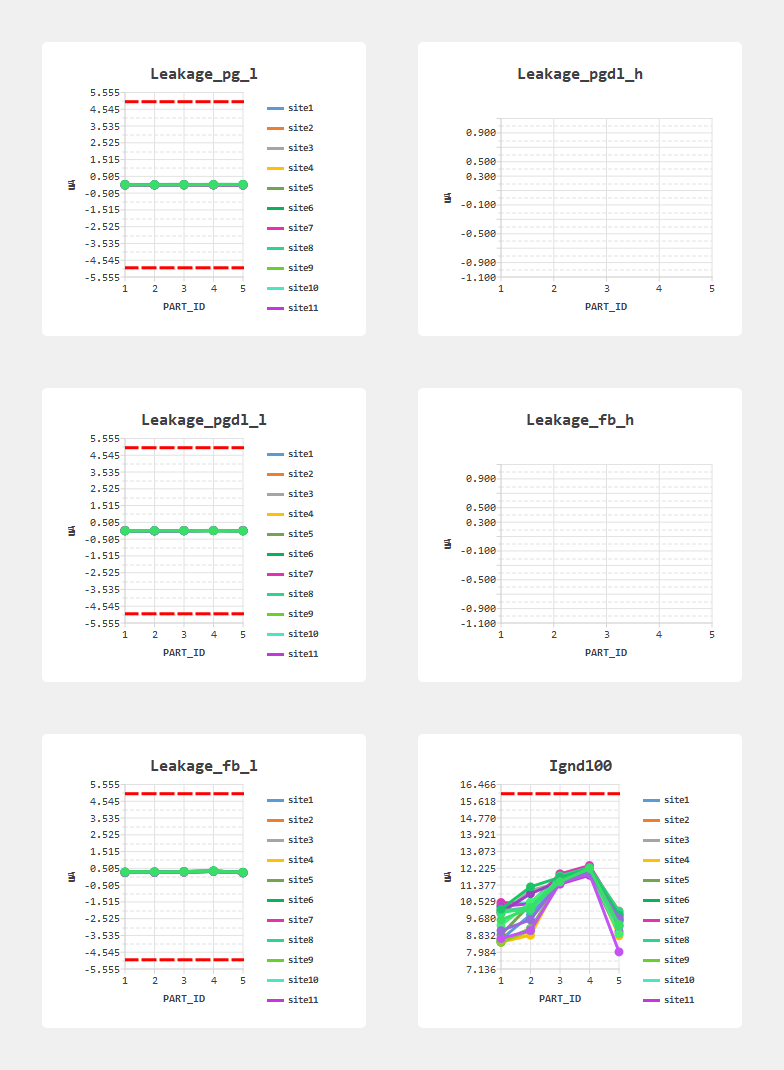 Leakage_pg_l
5.555
4.545
3.535
2.525
1.515
0.505
-0.505
-1.515
-2.525
-3.535
-4.545
-5.555
uA
1 2 3 4 5
PART_ID
site1
site2
site3
site4
site5
site6
site7
site8
site9
site10
site11
Leakage_pgdl_h
0.900
0.500
0.300
-0.100
-0.500
-0.900
-1.100
uA
1 2 3 4 5
PART_ID
Leakage_pgdl_l
5.555
4.545
3.535
2.525
1.515
0.505
-0.505
-1.515
-2.525
-3.535
-4.545
-5.555
uA
1 2 3 4 5
PART_ID
site1
site2
site3
site4
site5
site6
site7
site8
site9
site10
site11
Leakage_fb_h
0.900
0.500
0.300
-0.100
-0.500
-0.900
-1.100
uA
1 2 3 4 5
PART_ID
Leakage_fb_l
5.555
4.545
3.535
2.525
1.515
0.505
-0.505
-1.515
-2.525
-3.535
-4.545
-5.555
uA
1 2 3 4 5
PART_ID
site1
site2
site3
site4
site5
site6
site7
site8
site9
site10
site11
Ignd100
16.466
15.618
14.770
13.921
13.073
12.225
11.377
10.529
9.680
8.832
7.984
7.136
uA
1 2 3 4 5
PART_ID
site1
site2
site3
site4
site5
site6
site7
site8
site9
site10
site11